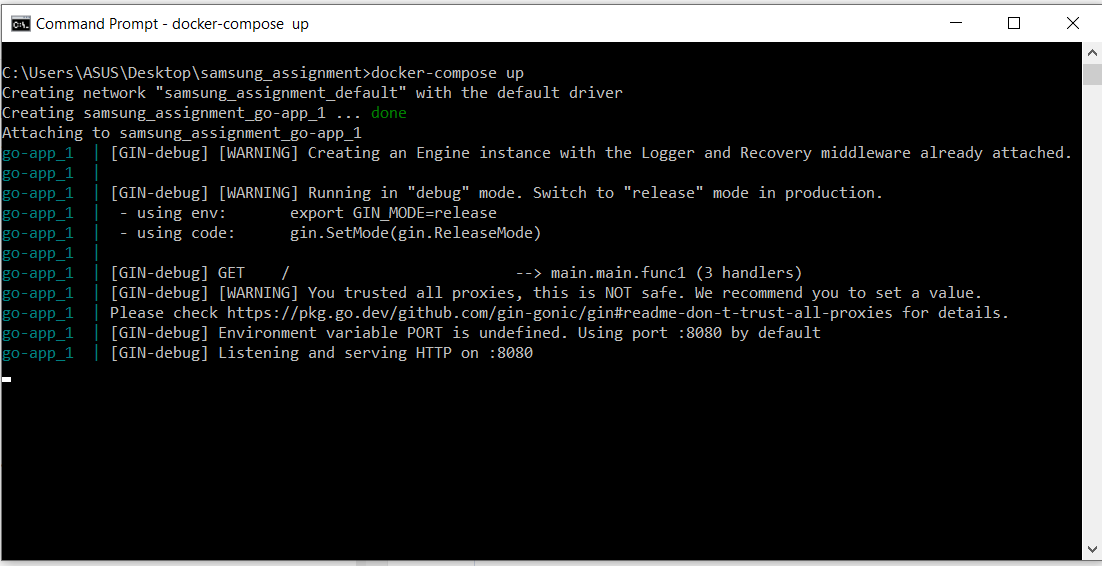 Command Prompt - docker-compose  up
C:\Users\ASUS\Desktop\samsung_assignment>docker-compose up
Creating network "samsung_assignment_default" with the default driver
Creating samsung_assignment_go-app_1 ... done
Attaching to samsung_assignment_go-app_1
go-app_1  | [GIN-debug] [WARNING] Creating an Engine instance with the Logger and Recovery middleware already attached.
go-app_1  |
go-app_1  | [GIN-debug] [WARNING] Running in "debug" mode. Switch to "release" mode in production.
go-app_1  |  - using env:       export GIN_MODE=release
go-app_1  |  - using code:      gin.SetMode(gin.ReleaseMode)
go-app_1  |
go-app_1  | [GIN-debug] GET    /                         --> main.main.func1 (3 handlers)
go-app_1  | [GIN-debug] [WARNING] You trusted all proxies, this is NOT safe. We recommend you to set a value.
go-app_1  | Please check https://pkg.go.dev/github.com/gin-gonic/gin#readme-don-t-trust-all-proxies for details.
go-app_1  | [GIN-debug] Environment variable PORT is undefined. Using port :8080 by default
go-app_1  | [GIN-debug] Listening and serving HTTP on :8080